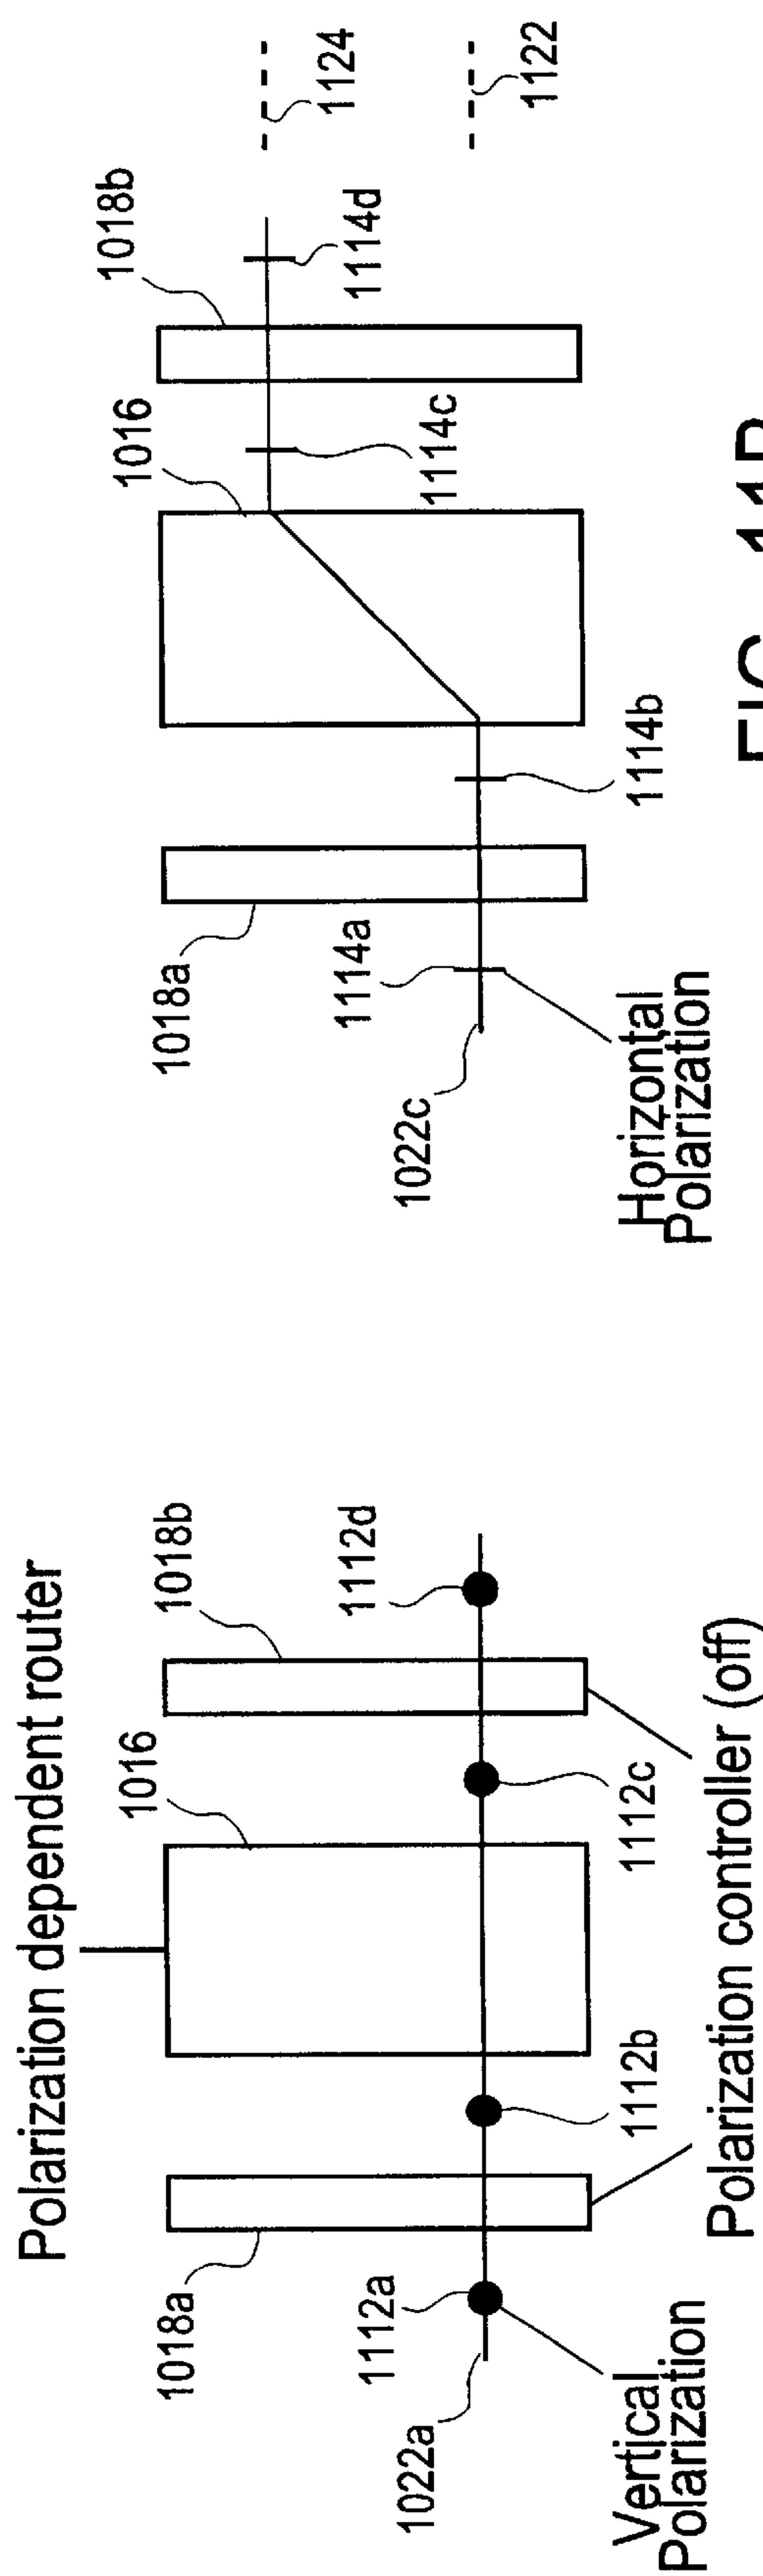 Polarization dependent router
1018a
1016
1018b
1022a
1112a
1112b
1112c
1112d
Vertical
Polarization
Polarization controller (off)
1018a
1016
1018b
1022c
1114a
1114b
1114c
1114d
1124
1122
Horizontal
Polarization